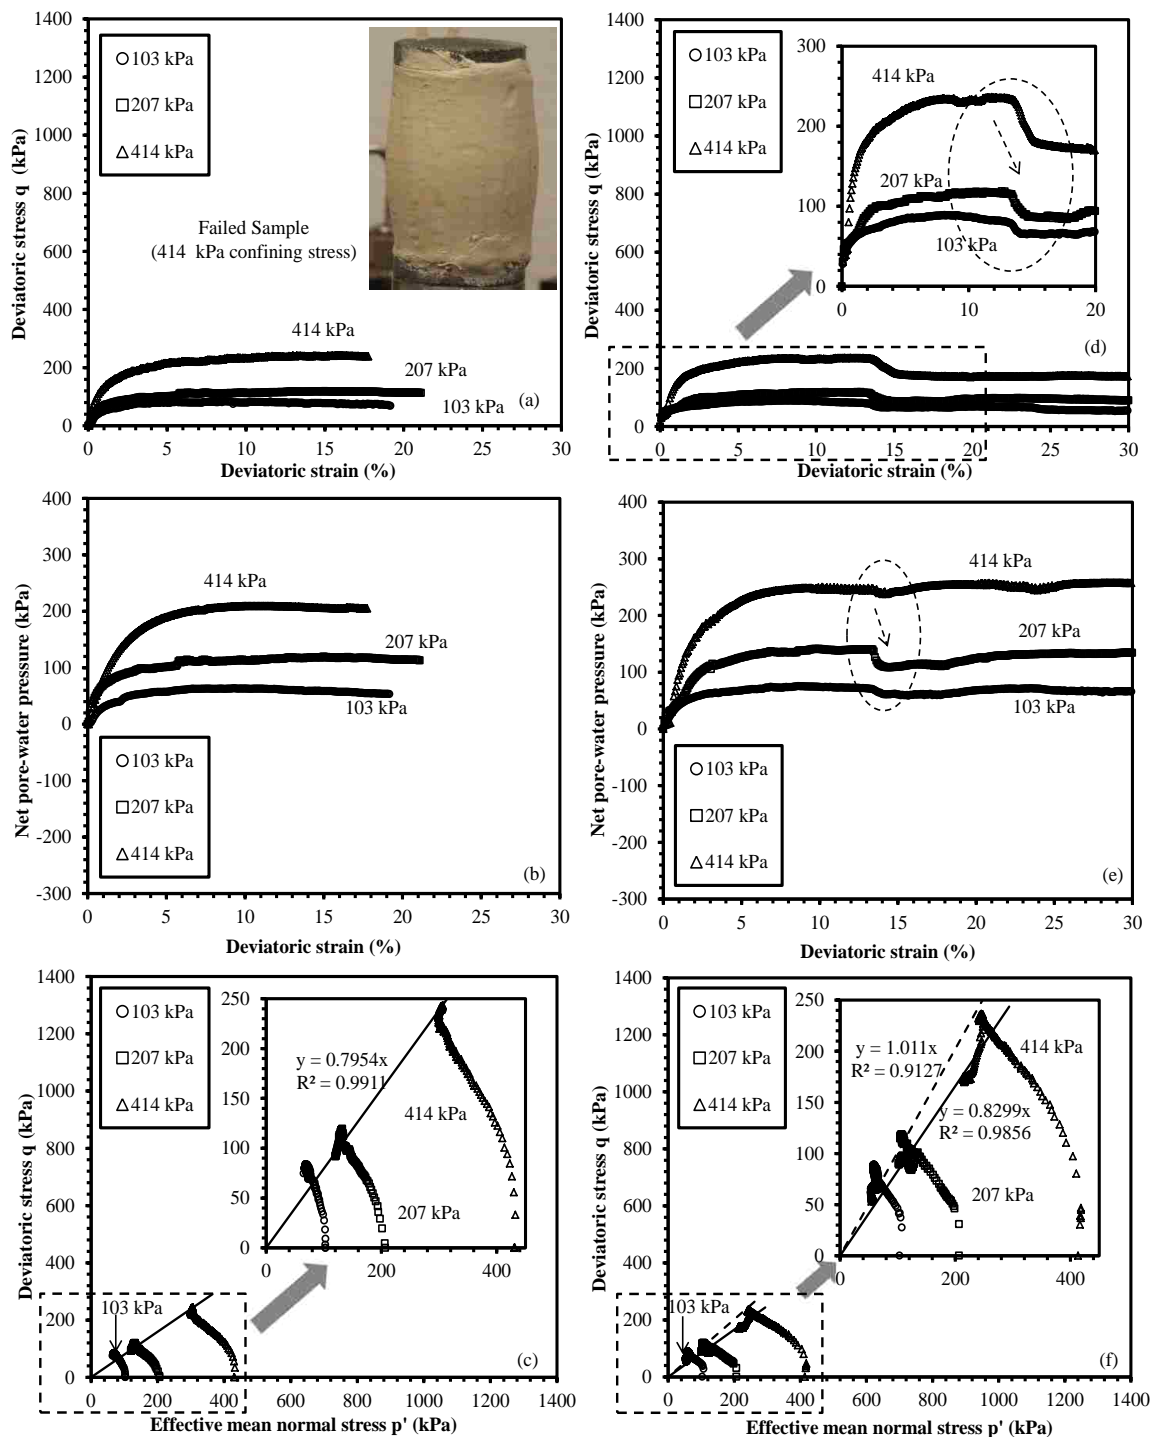 1400
1200
1000
800
600
400
200
0
0
5
10
15
20
25
30
Deviatoric stress q (kPa)
Deviatoric strain (%)
103 kPa
207 kPa
414 kPa
Failed Sample
(414 kPa confining stress)
414 kPa
207 kPa
103 kPa
(a)
1400
1200
1000
800
600
400
200
0
0
5
10
15
20
25
30
Deviatoric stress q (kPa)
Deviatoric strain (%)
103 kPa
207 kPa
414 kPa
300
200
100
0
0
10
20
414 kPa
207 kPa
103 kPa
(d)
400
300
200
100
0
-100
-200
-300
0
5
10
15
20
25
30
Net pore-water pressure (kPa)
Deviatoric strain (%)
414 kPa
207 kPa
103 kPa
103 kPa
207 kPa
414 kPa
(b)
400
300
200
100
0
-100
-200
-300
0
5
10
15
20
25
30
Net pore-water pressure (kPa)
Deviatoric strain (%)
414 kPa
207 kPa
103 kPa
103 kPa
207 kPa
414 kPa
(e)
1400
1200
1000
800
600
400
200
0
0
200
400
600
800
1000
1200
1400
Deviatoric stress q (kPa)
Effective mean normal stress p' (kPa)
103 kPa
207 kPa
414 kPa
250
200
150
100
50
0
0
200
400
y = 0.7954x
R² = 0.9911
414 kPa
207 kPa
103 kPa
(c)
1400
1200
1000
800
600
400
200
0
0
200
400
600
800
1000
1200
1400
Deviatoric stress q (kPa)
Effective mean normal stress p' (kPa)
103 kPa
207 kPa
414 kPa
250
200
150
100
50
0
0
200
400
y = 1.011x
R² = 0.9127
414 kPa
y = 0.8299x
R² = 0.9856
207 kPa
103 kPa
(f)